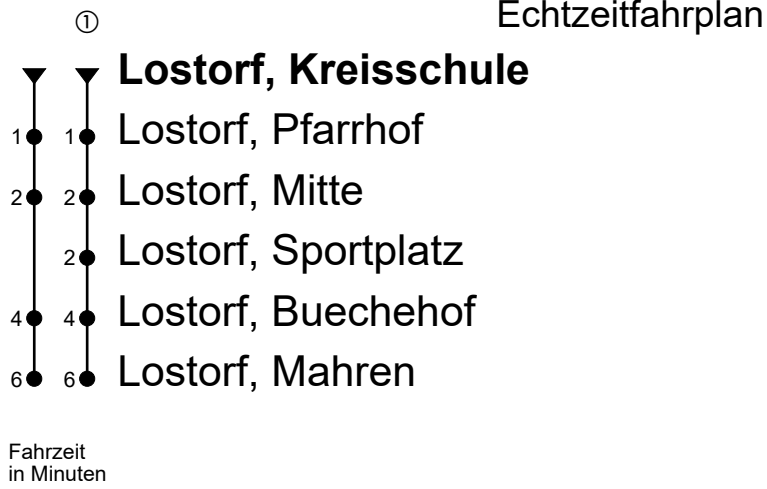 ① Echtzeitfahrplan
Lostorf, Kreisschule
1 1 Lostorf, Pfarrhof
2 2 Lostorf, Mitte
2 Lostorf, Sportplatz
4 4 Lostorf, Buechehof
6 6 Lostorf, Mahren
Fahrzeit
in Minuten